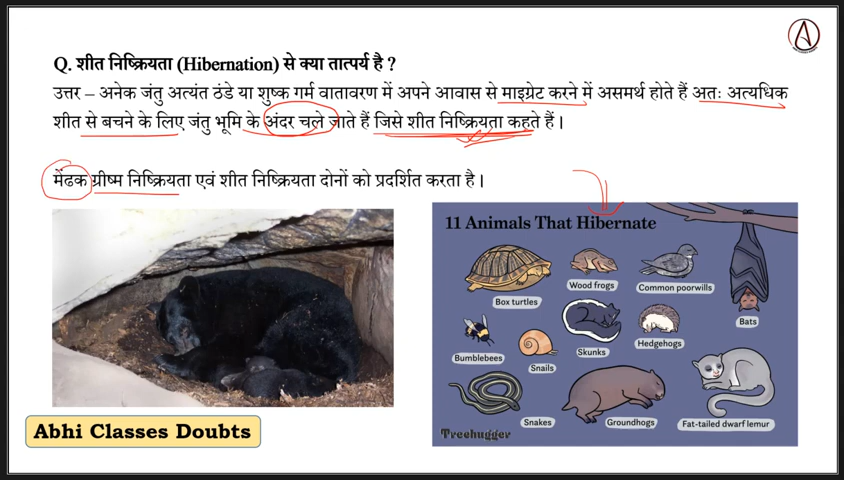 Q. शीत निष्क्रियता (Hibernation) से क्या तात्पर्य है ?
उत्तर – अनेक जंतु अत्यंत ठंडे या शुष्क गर्म वातावरण में अपने आवास से माइग्रेट करने में असमर्थ होते हैं अतः अत्यधिक
शीत से बचने के लिए जंतु भूमि के अंदर चले जाते हैं जिसे शीत निष्क्रियता कहते हैं ।
मेंढक ग्रीष्म निष्क्रियता एवं शीत निष्क्रियता दोनों को प्रदर्शित करता है ।
11 Animals That Hibernate
Box turtles
Wood frogs
Common poorwills
Bats
Bumblebees
Snails
Skunks
Hedgehogs
Snakes
Groundhogs
Fat-tailed dwarf lemur
Treehugger
Abhi Classes Doubts